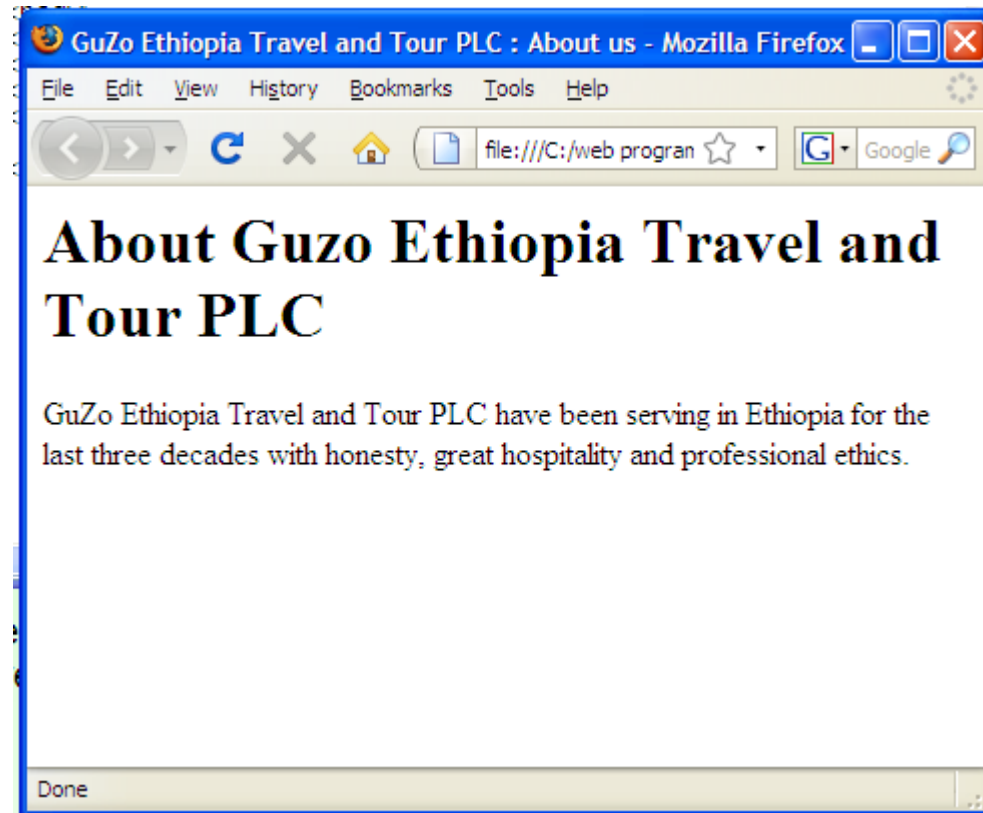 GuZo Ethiopia Travel and Tour PLC : About us - Mozilla Firefox
File Edit View History Bookmarks Tools Help
file:///C:/web progran G Google
About Guzo Ethiopia Travel and
Tour PLC
GuZo Ethiopia Travel and Tour PLC have been serving in Ethiopia for the
last three decades with honesty, great hospitality and professional ethics.
Done